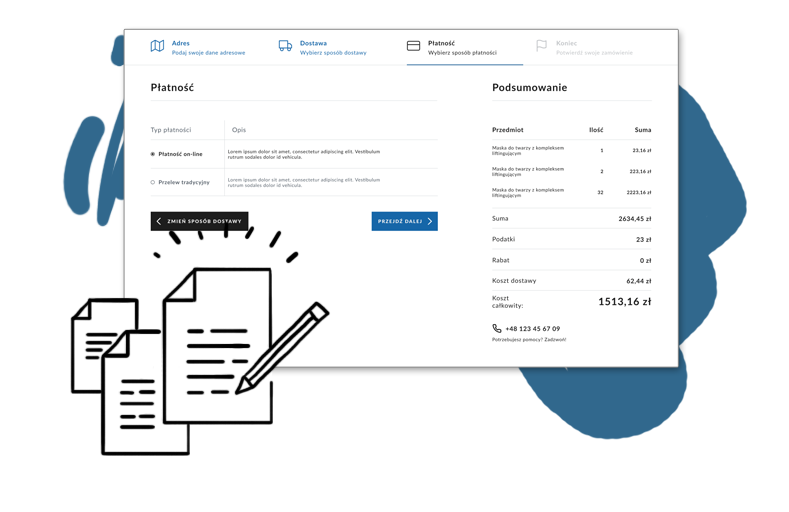 Adres
Podaj swoje dane adresowe
Dostawa
Wybierz sposób dostawy
Płatność
Wybierz sposób płatności
Koniec
Potwierdź swoje zamówienie
Płatność
Typ płatności
Opis
Płatność on-line
Lorem ipsum dolor sit amet, consectetur adipiscing elit. Vestibulum
rutrum sodales dolor id vehicula.
Przelew tradycyjny
Lorem ipsum dolor sit amet, consectetur adipiscing elit. Vestibulum
rutrum sodales dolor id vehicula.
ZMIEŃ SPOSÓB DOSTAWY
PRZEJDŹ DALEJ
Podsumowanie
Przedmiot Ilość Suma
Maska do twarzy z kompleksem
liftingującym
1 23,16 zł
Maska do twarzy z kompleksem
liftingującym
2 223,16 zł
Maska do twarzy z kompleksem
liftingującym
32 2223,16 zł
Suma 2634,45 zł
Podatki 23 zł
Rabat 0 zł
Koszt dostawy 62,44 zł
Koszt
całkowity:
1513,16 zł
+48 123 45 67 09
Potrzebujesz pomocy? Zadzwoń!